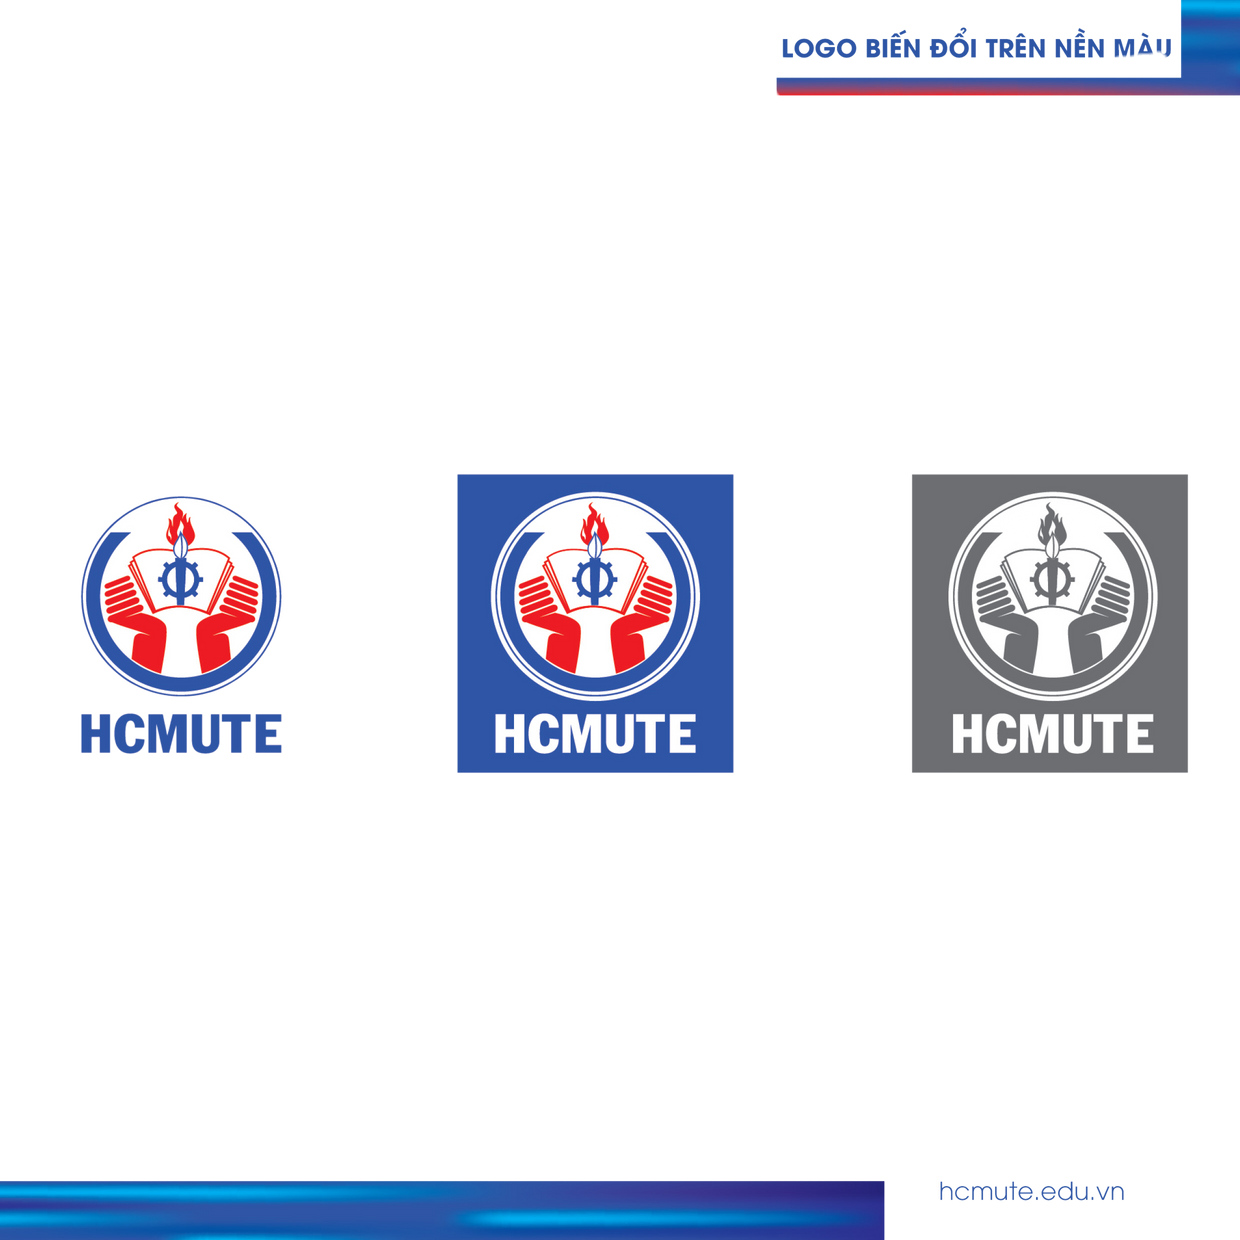 LOGO BIẾN ĐỔI TRÊN NỀN MÀU
HCMUTE
HCMUTE
HCMUTE
hcmute.edu.vn